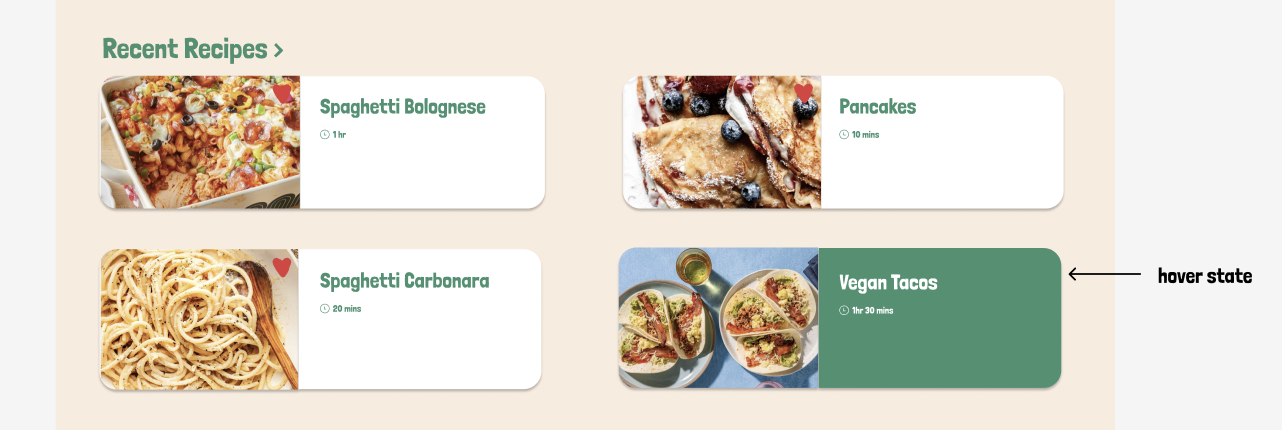 Recent Recipes >
Spaghetti Bolognese
1 hr
Pancakes
10 mins
Spaghetti Carbonara
20 mins
Vegan Tacos
1hr 30 mins
hover state